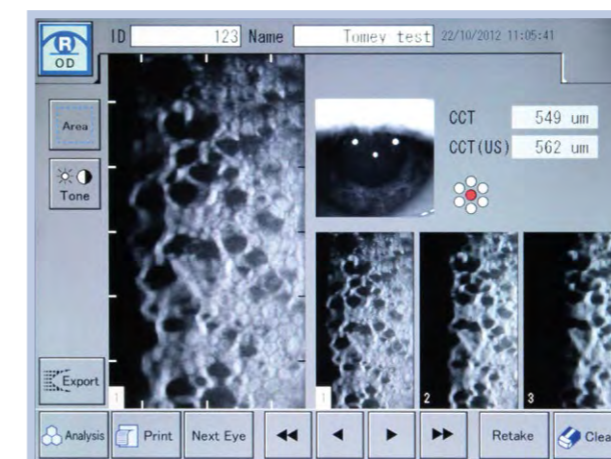 R
OD
ID 123 Name Tomey test 22/10/2012 11:05:41
Area
Tone
CCT 549 um
CCT(US) 562 um
Export
1
1
2
3
Analysis Print Next Eye Retake Clea